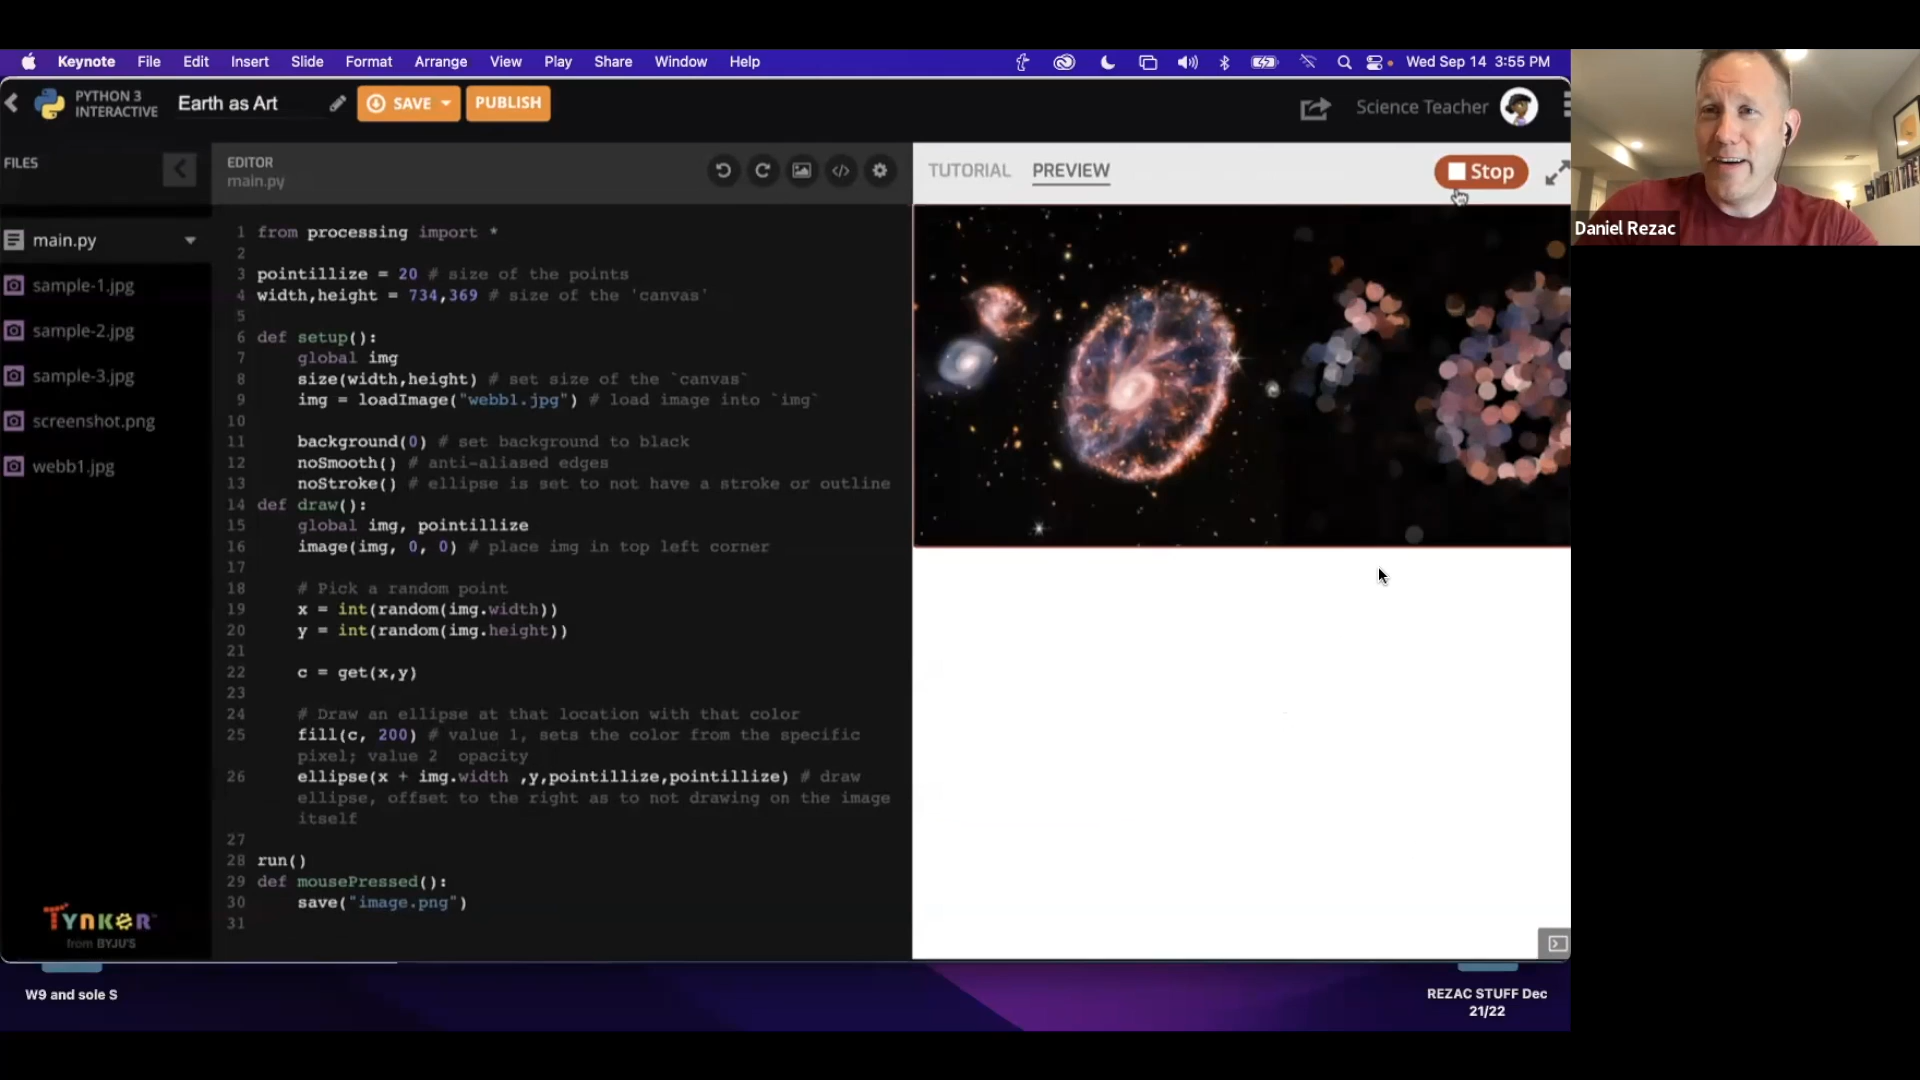 Keynote File Edit Insert Slide Format Arrange View Play Share Window Help Wed Sep 14 3:55 PM
PYTHON 3
INTERACTIVE
Earth as Art
SAVE
PUBLISH
Science Teacher
Daniel Rezac
FILES
main.py
sample-1.jpg
sample-2.jpg
sample-3.jpg
screenshot.png
webb1.jpg
TYNKER
from BYJU'S
EDITOR
main.py
1 from processing import *
2
3 pointillize = 20 # size of the points
4 width,height = 734,369 # size of the 'canvas'
5
6 def setup():
7 global img
8 size(width,height) # set size of the `canvas`
9 img = loadImage("webb1.jpg") # load image into `img`
10
11 background(0) # set background to black
12 noSmooth() # anti-aliased edges
13 noStroke() # ellipse is set to not have a stroke or outline
14 def draw():
15 global img, pointillize
16 image(img, 0, 0) # place img in top left corner
17
18 # Pick a random point
19 x = int(random(img.width))
20 y = int(random(img.height))
21
22 c = get(x,y)
23
24 # Draw an ellipse at that location with that color
25 fill(c, 200) # value 1, sets the color from the specific
pixel; value 2 opacity
26 ellipse(x + img.width ,y,pointillize,pointillize) # draw
ellipse, offset to the right as to not drawing on the image
itself
27
28 run()
29 def mousePressed():
30 save("image.png")
31
TUTORIAL PREVIEW
Stop
W9 and sole S
REZAC STUFF Dec
21/22